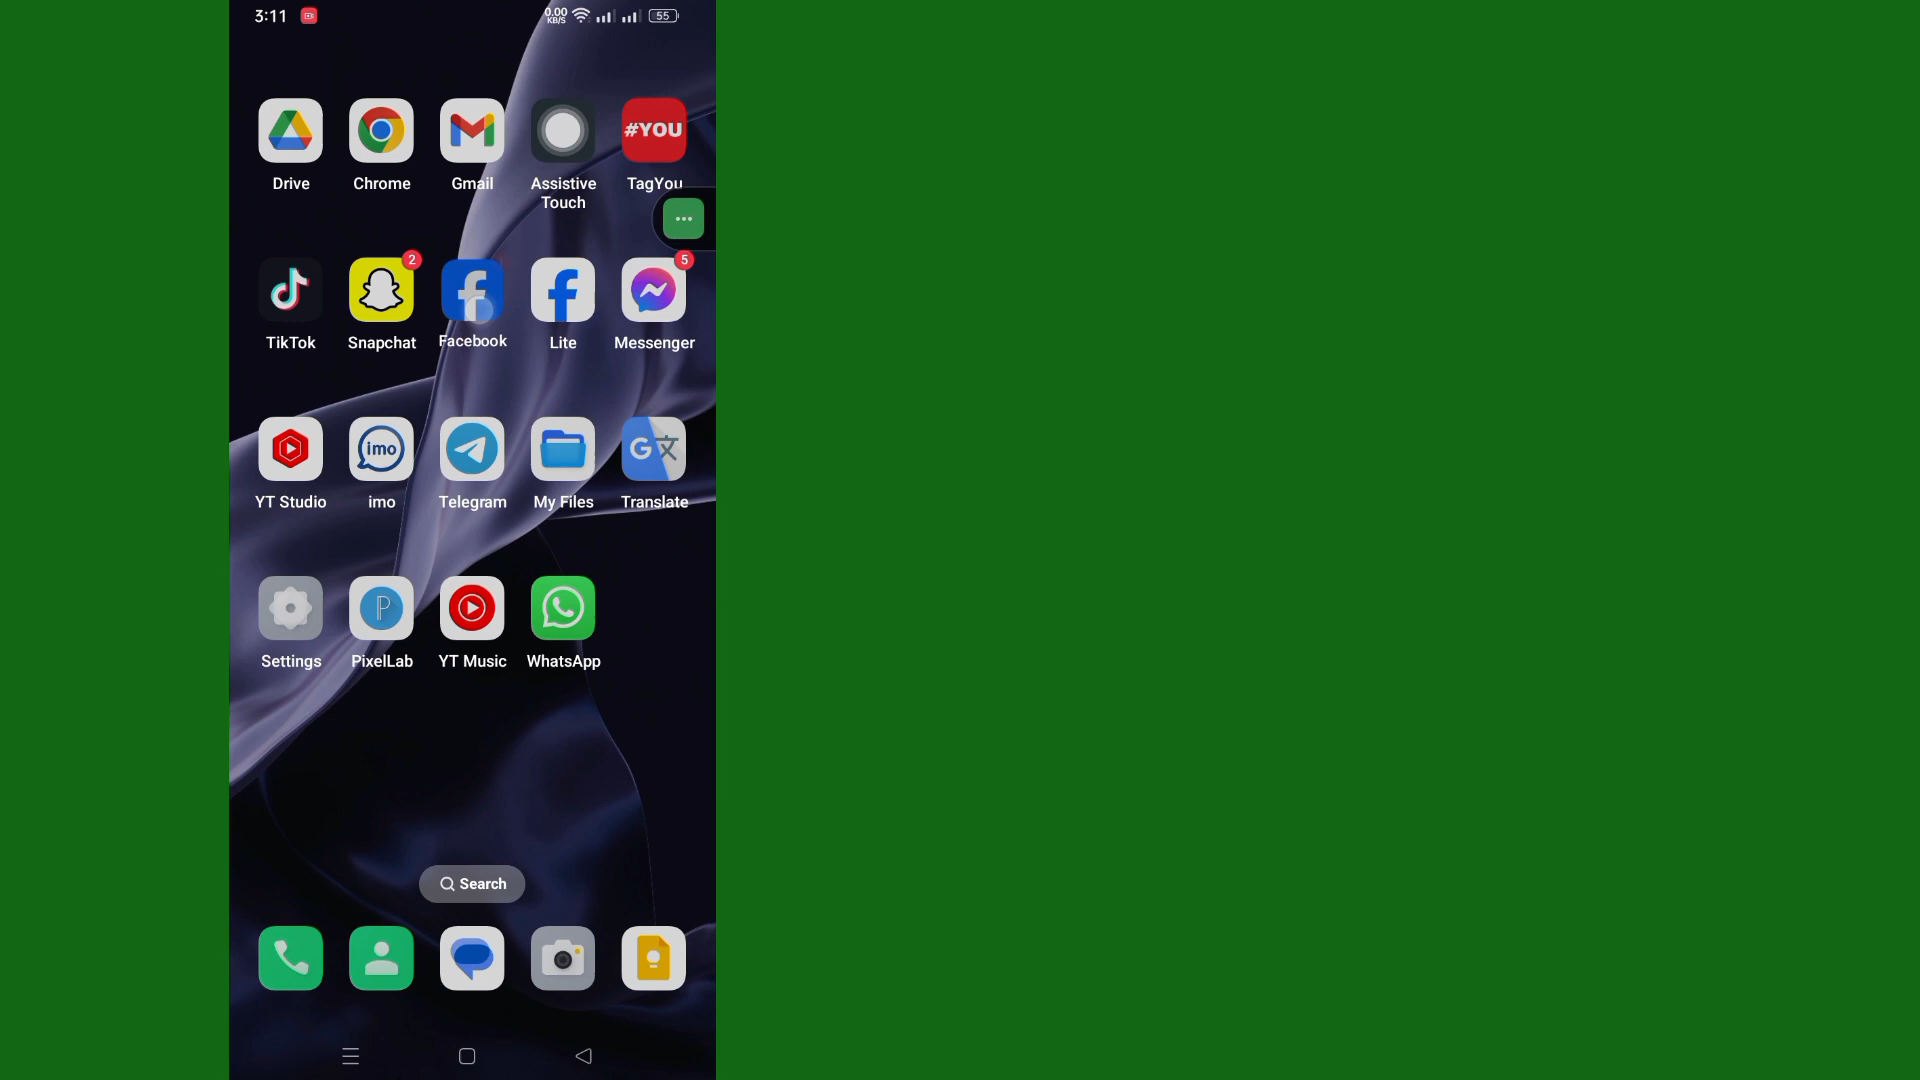 3:11 0.00 KB/S 55
#YOU
Drive Chrome Gmail Assistive Touch TagYou
2 5
TikTok Snapchat Facebook Lite Messenger
imo G 文
YT Studio imo Telegram My Files Translate
P
Settings PixelLab YT Music WhatsApp
Search